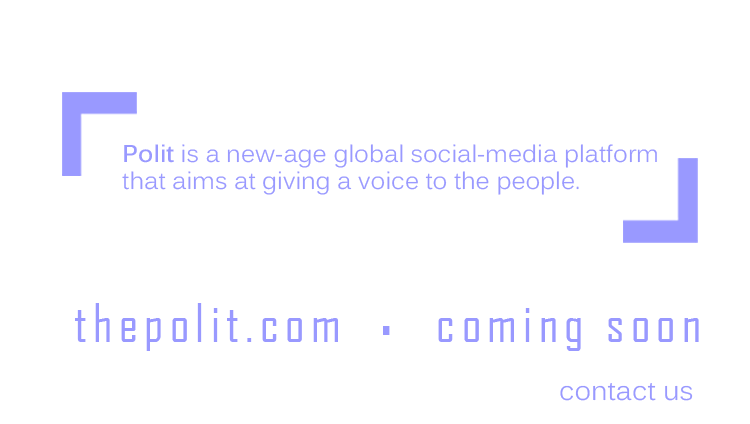 Polit is a new-age global social-media platform
that aims at giving a voice to the people.
thepolit.com · coming soon
contact us